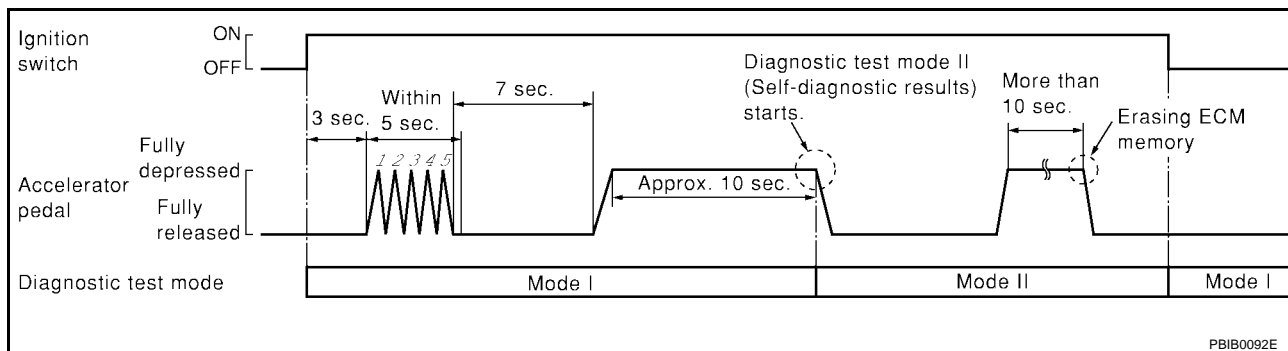 Ignition
switch
ON
OFF
Diagnostic test mode II
(Self-diagnostic results)
starts.
More than
10 sec.
7 sec.
Within
5 sec.
3 sec.
Erasing ECM
memory
Fully
depressed
1 2 3 4 5
Approx. 10 sec.
Accelerator
pedal
Fully
released
Diagnostic test mode
Mode I
Mode II
Mode I
PBIB0092E